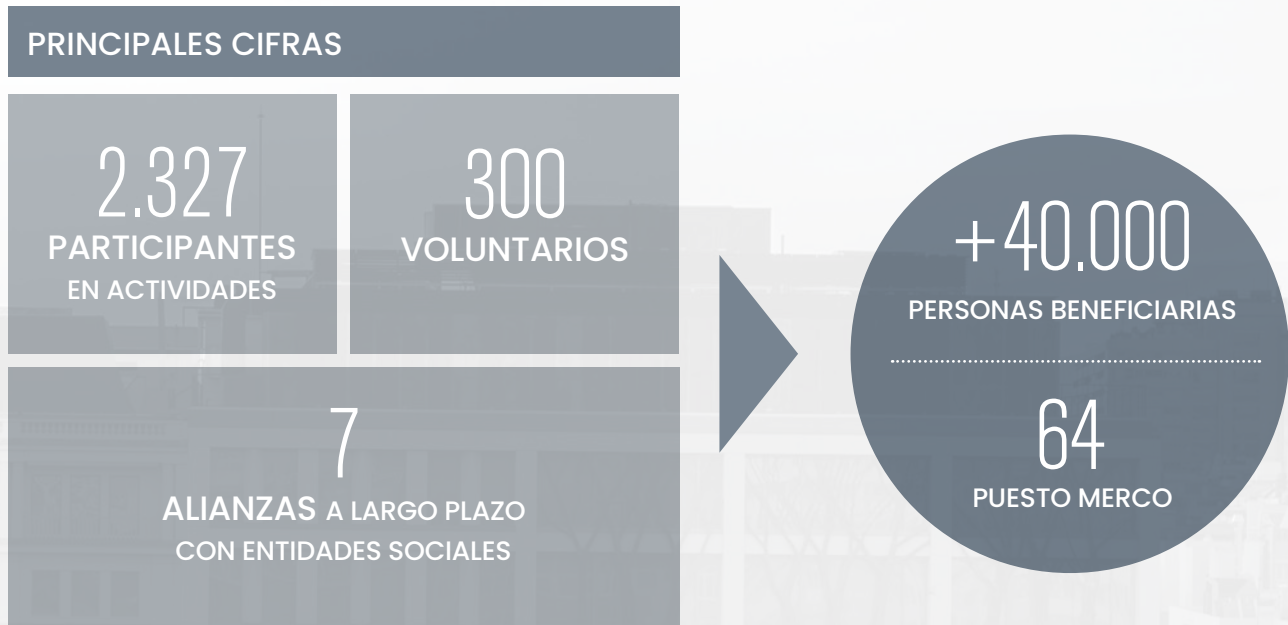 PRINCIPALES CIFRAS
2.327
PARTICIPANTES
EN ACTIVIDADES
300
VOLUNTARIOS
7
ALIANZAS A LARGO PLAZO
CON ENTIDADES SOCIALES
+40.000
PERSONAS BENEFICIARIAS
64
PUESTO MERCO